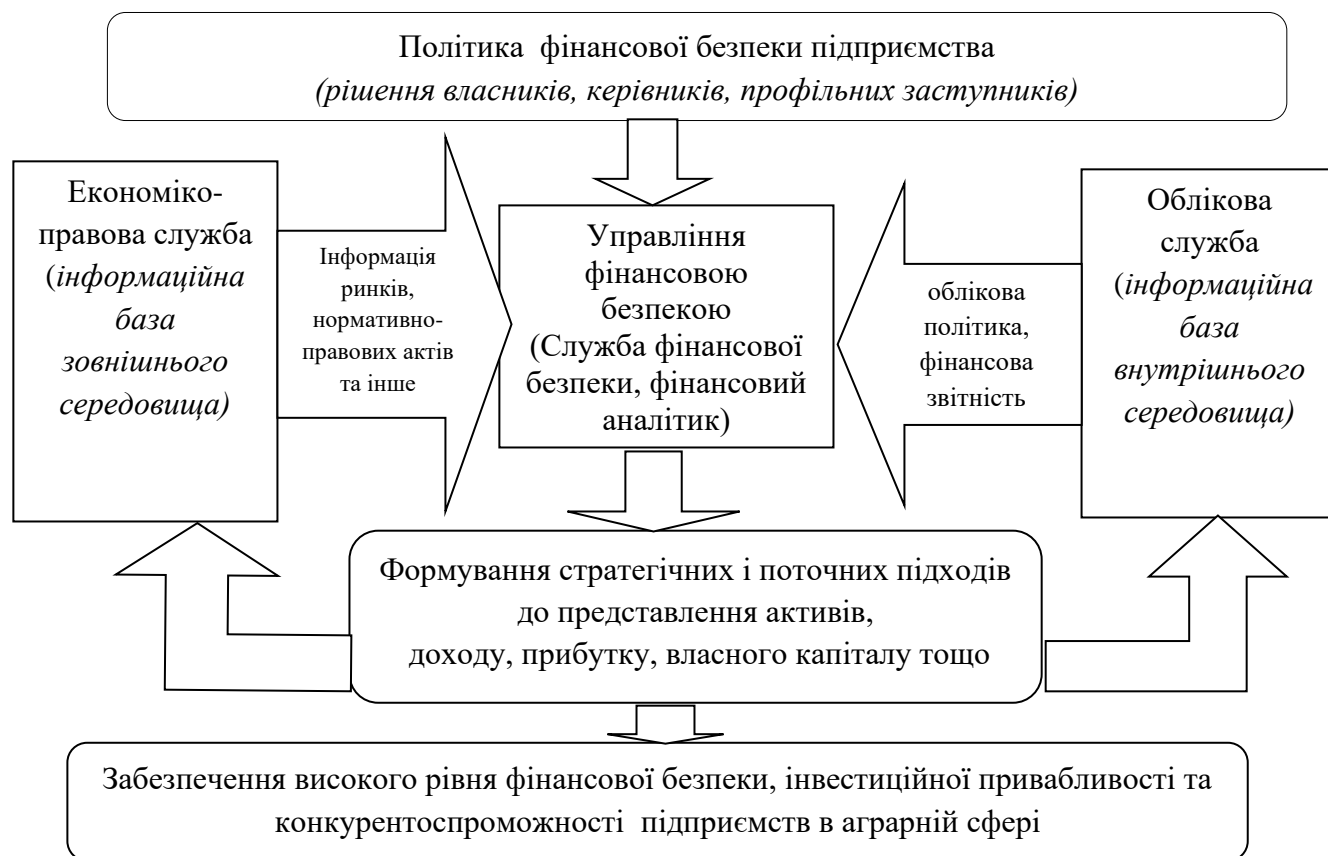 Політика фінансової безпеки підприємства
(рішення власників, керівників, профільних заступників)
Економіко-
правова служба
(інформаційна
база
зовнішнього
середовища)
Інформація
ринків,
нормативно-
правових актів
та інше
Управління
фінансовою
безпекою
(Служба фінансової
безпеки, фінансовий
аналітик)
облікова
політика,
фінансова
звітність
Облікова
служба
(інформаційна
база
внутрішнього
середовища)
Формування стратегічних і поточних підходів
до представлення активів,
доходу, прибутку, власного капіталу тощо
Забезпечення високого рівня фінансової безпеки, інвестиційної привабливості та
конкурентоспроможності підприємств в аграрній сфері